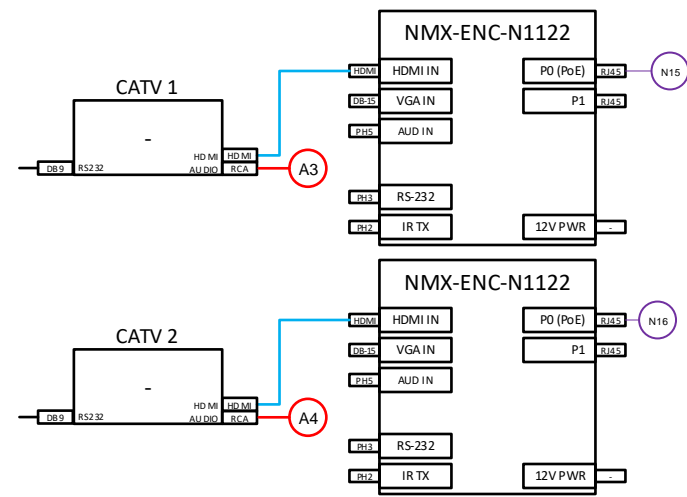 NMX-ENC-N1122
HDMI HDMI IN P0 (PoE) RJ45 N15
CATV 1
DB-15 VGA IN P1 RJ45
-
PH5 AUD IN
HDMI HDMI
DB9 RS232 AUDIO RCA A3
PH3 RS-232
PH2 IR TX 12V PWR -
NMX-ENC-N1122
HDMI HDMI IN P0 (PoE) RJ45 N16
CATV 2
DB-15 VGA IN P1 RJ45
-
PH5 AUD IN
HDMI HDMI
DB9 RS232 AUDIO RCA A4
PH3 RS-232
PH2 IR TX 12V PWR -